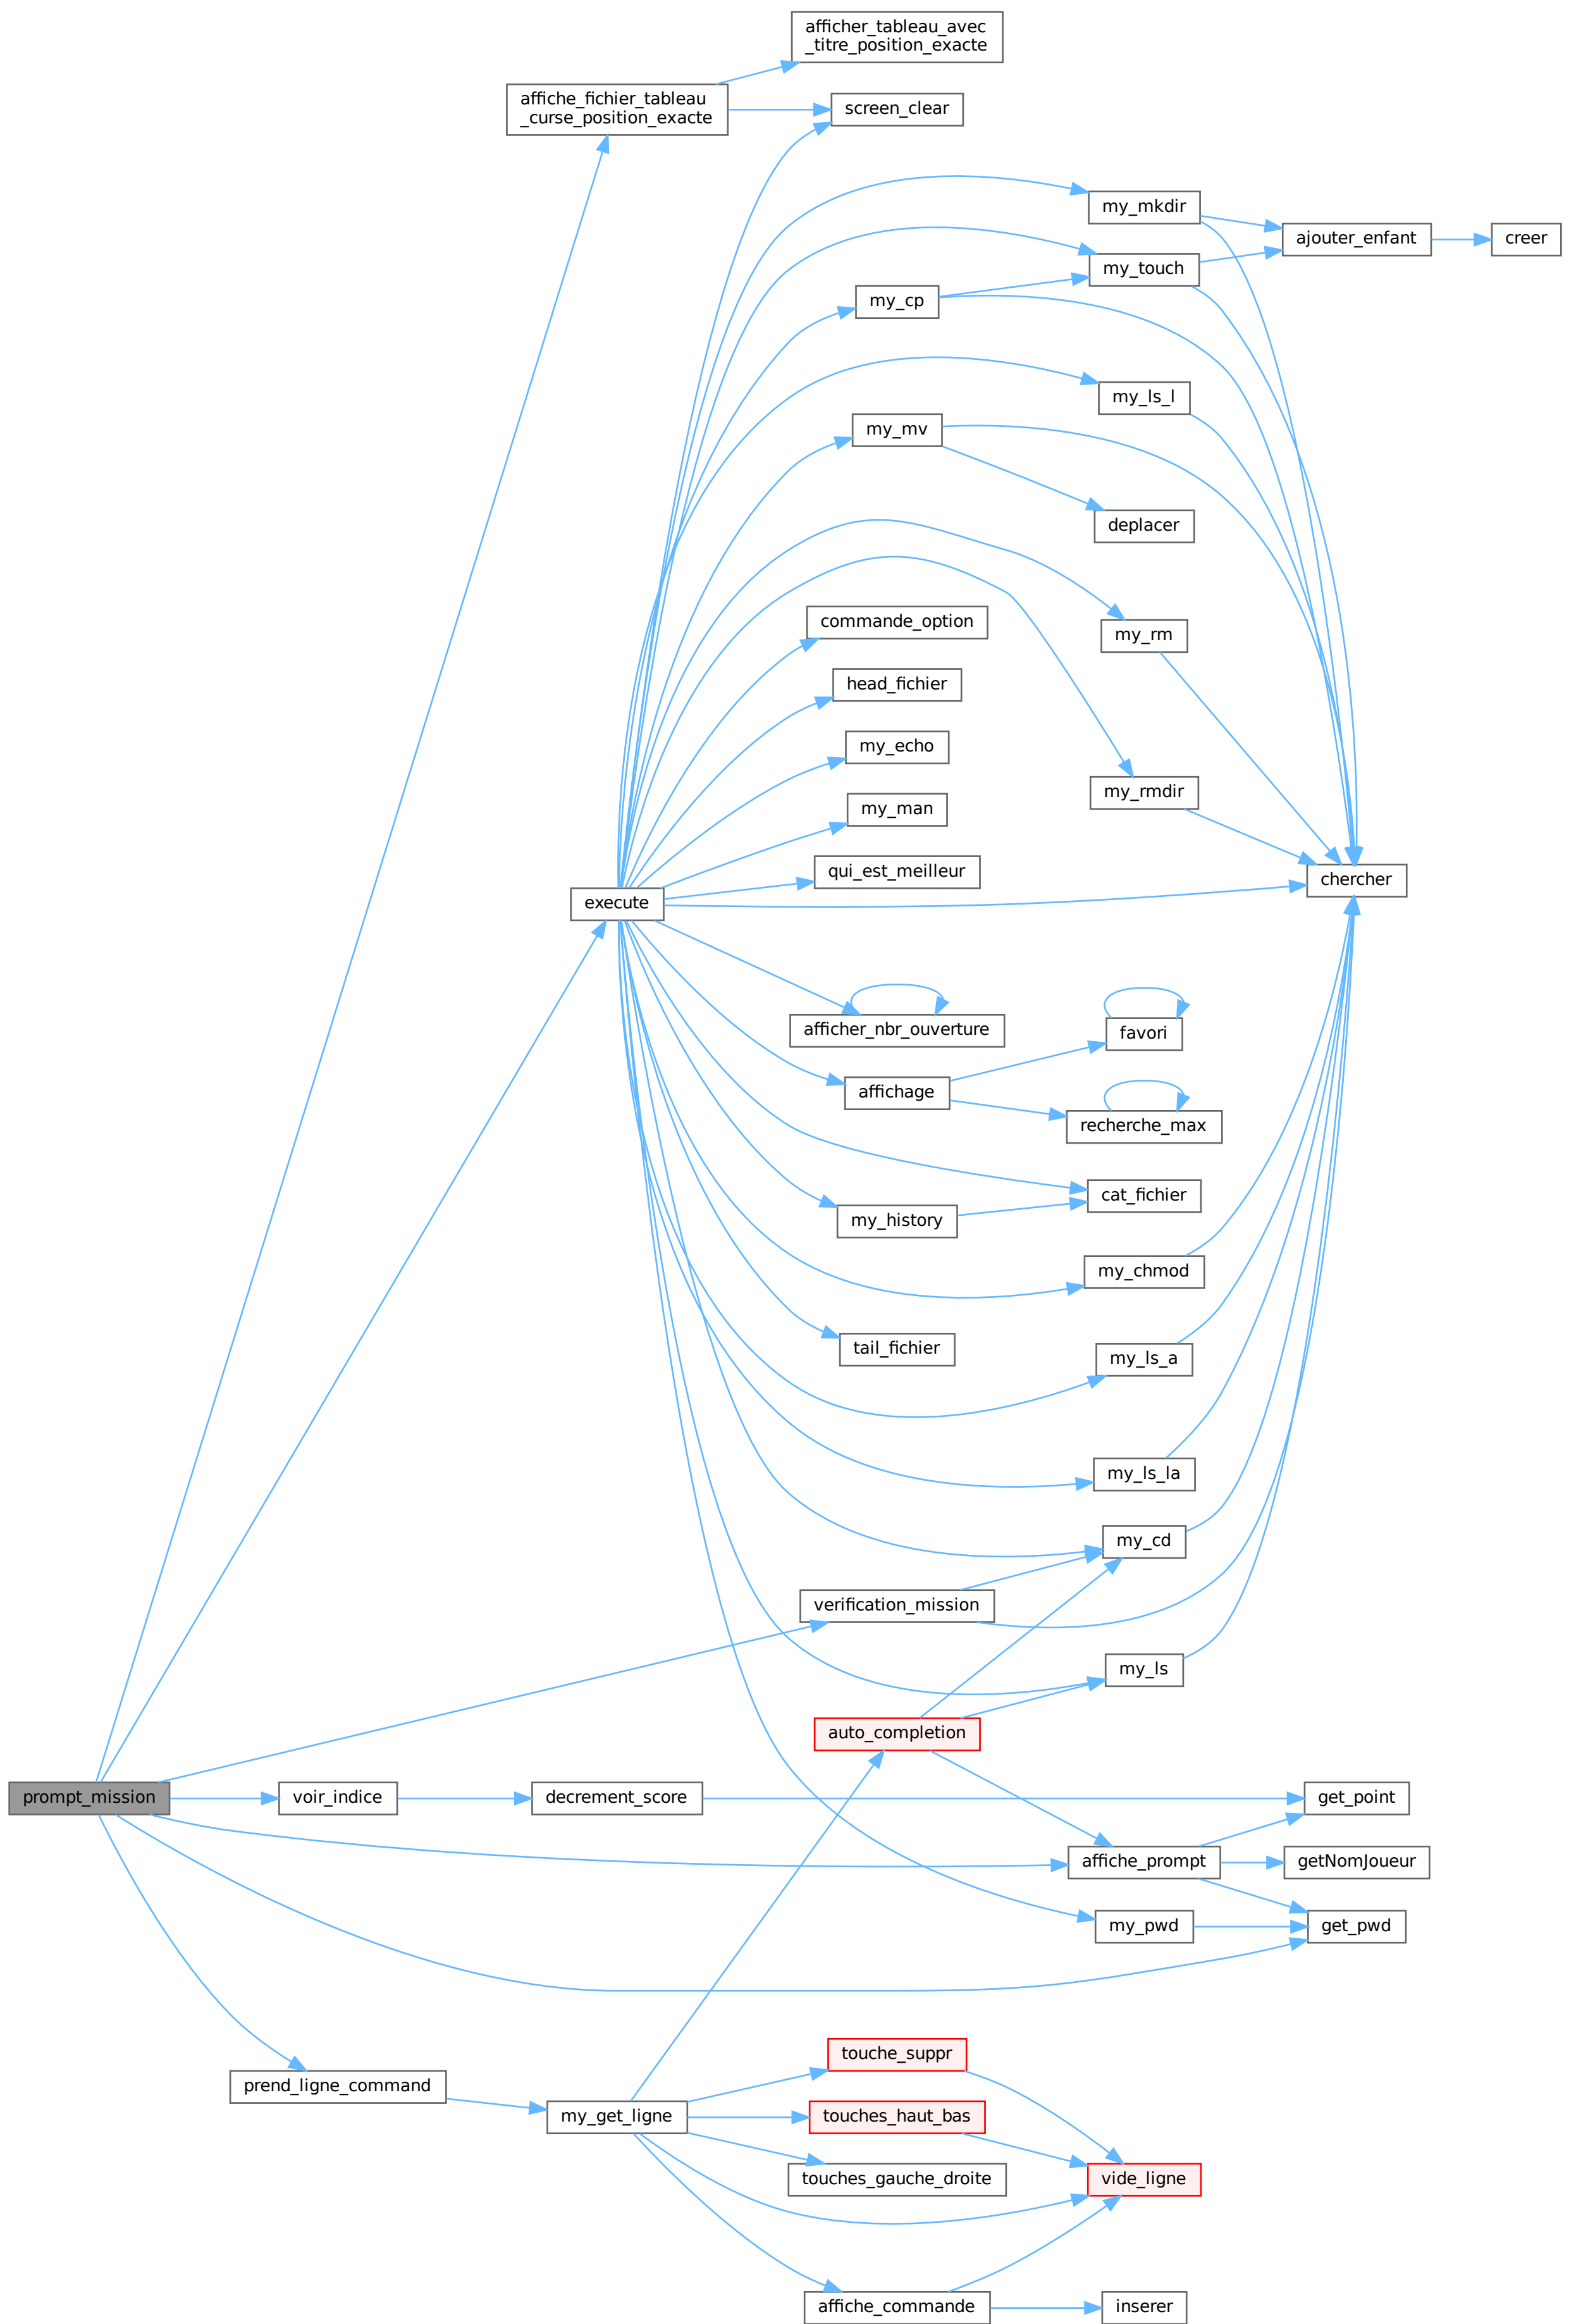 afficher_tableau_avec
_titre_position_exacte
affiche_fichier_tableau
_curse_position_exacte
screen_clear
my_mkdir
ajouter_enfant
creer
my_touch
my_cp
my_ls_l
my_mv
deplacer
commande_option
my_rm
head_fichier
my_echo
my_rmdir
my_man
qui_est_meilleur
chercher
execute
afficher_nbr_ouverture
favori
affichage
recherche_max
cat_fichier
my_history
my_chmod
tail_fichier
my_ls_a
my_ls_la
my_cd
verification_mission
my_ls
auto_completion
prompt_mission
voir_indice
decrement_score
get_point
affiche_prompt
getNomJoueur
my_pwd
get_pwd
touche_suppr
prend_ligne_command
my_get_ligne
touches_haut_bas
touches_gauche_droite
vide_ligne
affiche_commande
inserer